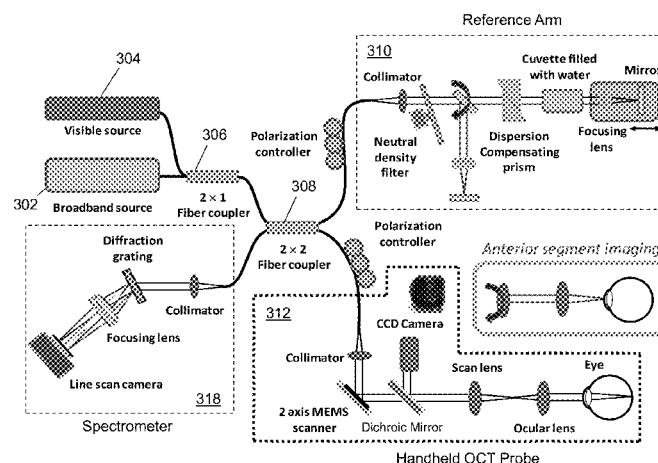 Reference Arm
304
310
Cuvette filled
with water
Mirror
Collimator
Visible source
Polarization
controller
306
Neutral
density
filter
Dispersion
Compensating
prism
Focusing
lens
302
Broadband source
2 × 1
Fiber coupler
308
2 × 2
Fiber coupler
Polarization
controller
Diffraction
grating
Collimator
Focusing lens
Line scan camera
318
Spectrometer
Anterior segment imaging
312
CCD Camera
Collimator
Scan lens
Eye
2 axis MEMS
scanner
Dichroic Mirror
Ocular lens
Handheld OCT Probe